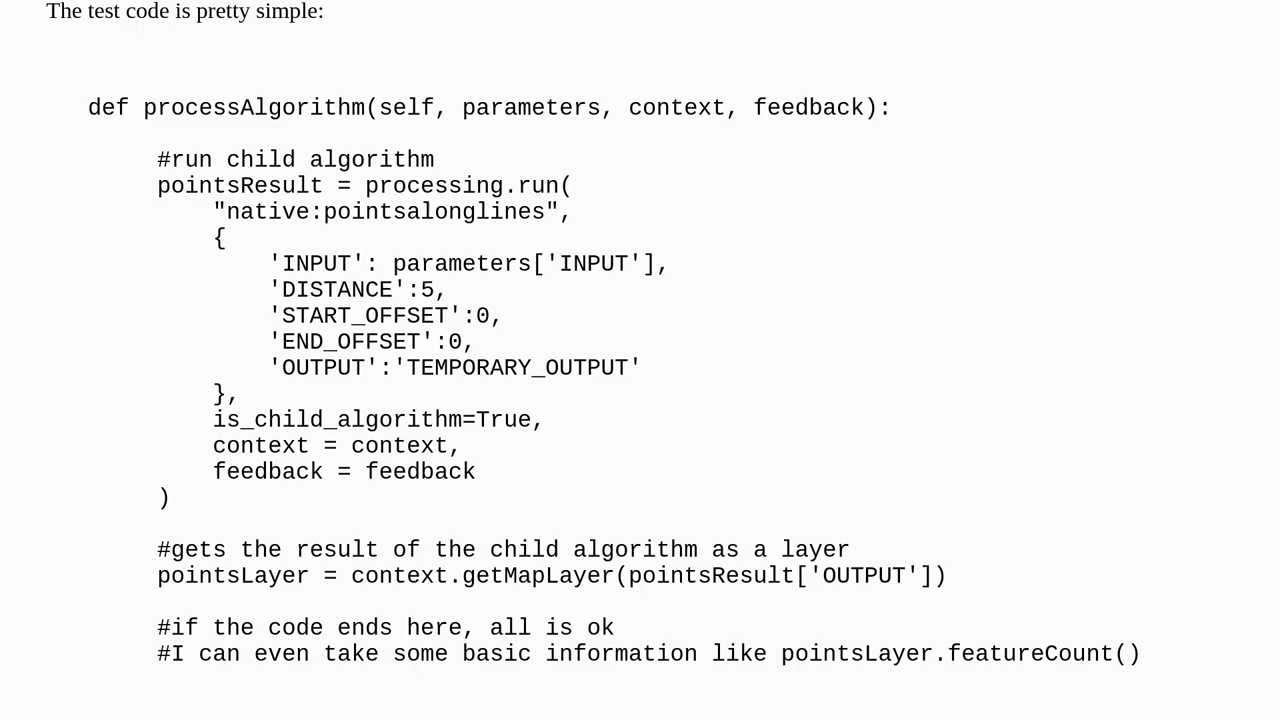 The test code is pretty simple:
def processAlgorithm(self, parameters, context, feedback):
#run child algorithm
pointsResult = processing.run(
"native:pointsalonglines",
{
'INPUT': parameters['INPUT'],
'DISTANCE':5,
'START_OFFSET':0,
'END_OFFSET':0,
'OUTPUT':'TEMPORARY_OUTPUT'
},
is_child_algorithm=True,
context = context,
feedback = feedback
)
#gets the result of the child algorithm as a layer
pointsLayer = context.getMapLayer(pointsResult['OUTPUT'])
#if the code ends here, all is ok
#I can even take some basic information like pointsLayer.featureCount()